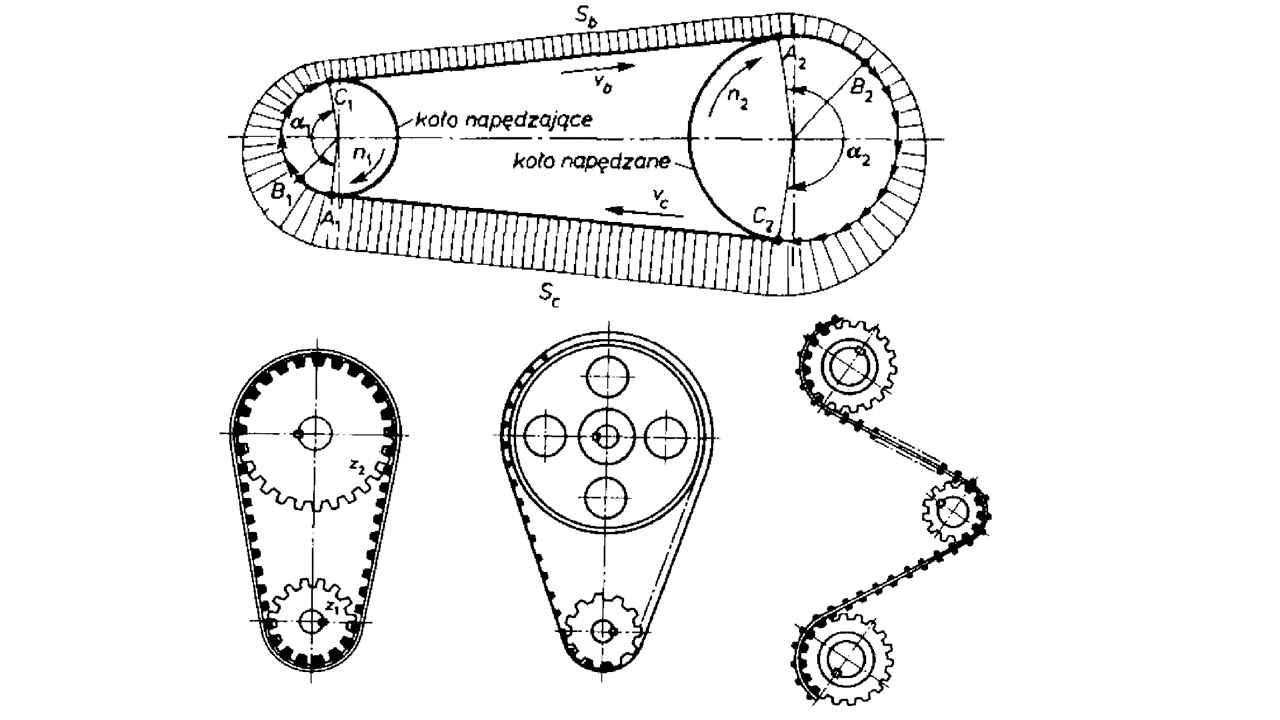 S_b
v_b
A_2
B_2
n_2
C_1
α_1
koło napędzające
n_1
koło napędzane
α_2
B_1
A_1
v_c
C_2
S_c
z_2
z_1